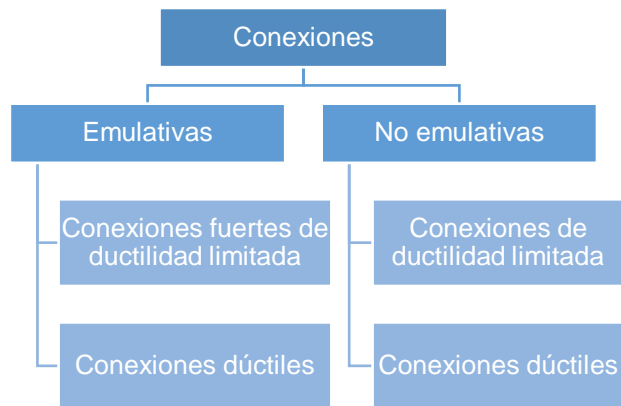 Conexiones
Emulativas
No emulativas
Conexiones fuertes de
ductilidad limitada
Conexiones de
ductilidad limitada
Conexiones dúctiles
Conexiones dúctiles